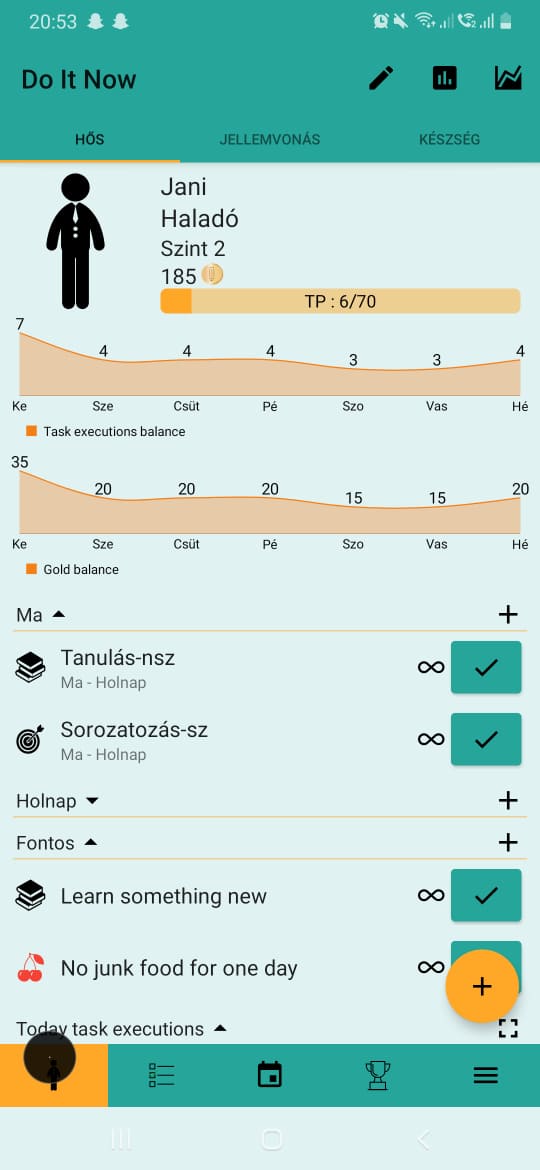 20:53
Do It Now
HŐS JELLEMVONÁS KÉSZSÉG
Jani
Haladó
Szint 2
185
TP : 6/70
7 4 4 4 3 3 4
Ke Sze Csüt Pé Szo Vas Hé
Task executions balance
35 20 20 20 15 15 20
Ke Sze Csüt Pé Szo Vas Hé
Gold balance
Ma
Tanulás-nsz
Ma - Holnap
Sorozatozás-sz
Ma - Holnap
Holnap
Fontos
Learn something new
No junk food for one day
Today task executions